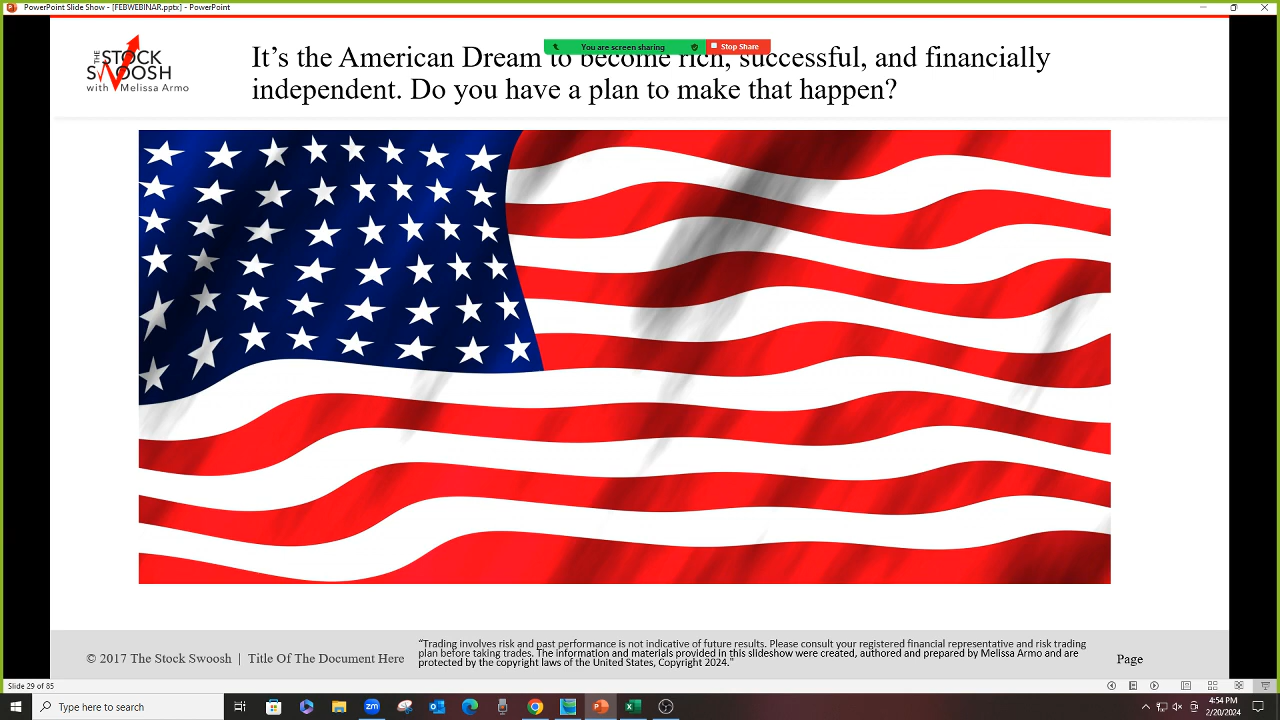 PowerPoint Slide Show - [FEBWEBINAR.pptx] - PowerPoint
You are screen sharing
Stop Share
THE
STOCK
SWOOSH
with Melissa Armo
It's the American Dream to become rich, successful, and financially
independent. Do you have a plan to make that happen?
© 2017 The Stock Swoosh | Title Of The Document Here
"Trading involves risk and past performance is not indicative of future results. Please consult your registered financial representative and risk trading
plan before taking trades. The information and materials provided in this slideshow were created, authored and prepared by Melissa Armo and are
protected by the copyright laws of the United States, Copyright 2024."
Page
Slide 29 of 85
Type here to search
4:54 PM
2/20/2024